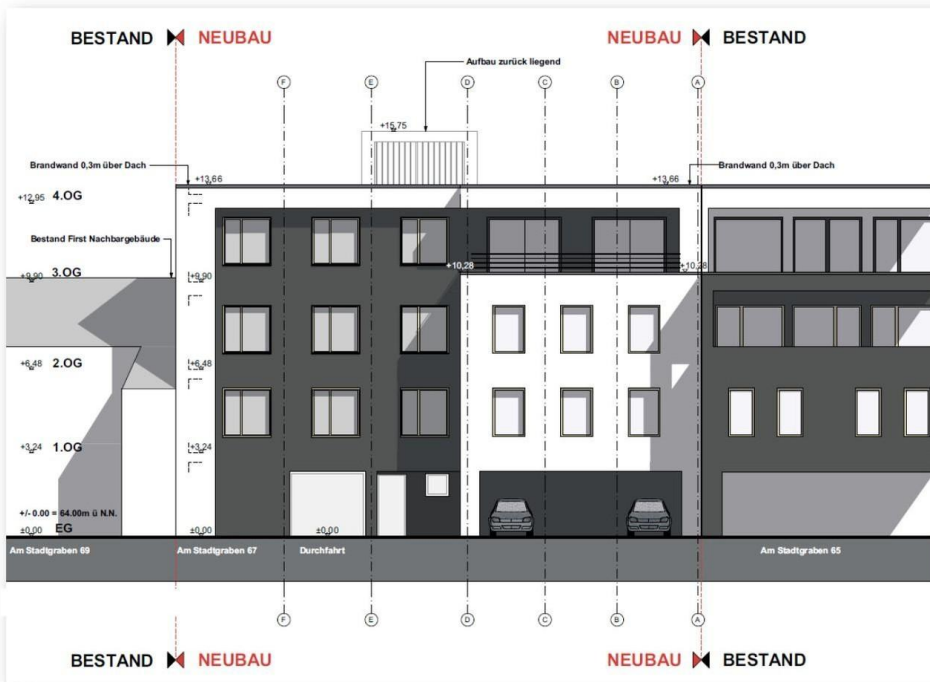 BESTAND NEUBAU NEUBAU BESTAND
Aufbau zurück liegend
F E D C B A
+15,75
Brandwand 0,3m über Dach Brandwand 0,3m über Dach
+13,66 +13,66
+12,95 4.OG
Bestand First Nachbargebäude
+9,90 3.OG +9,90 +10,28 +10,28
+6,48 2.OG +6,48
+3,24 1.OG +3,24
+/- 0.00 = 64.00m ü N.N.
±0,00 EG ±0,00 ±0,00
Am Stadtgraben 69 Am Stadtgraben 67 Durchfahrt Am Stadtgraben 65
F E D C B A
BESTAND NEUBAU NEUBAU BESTAND